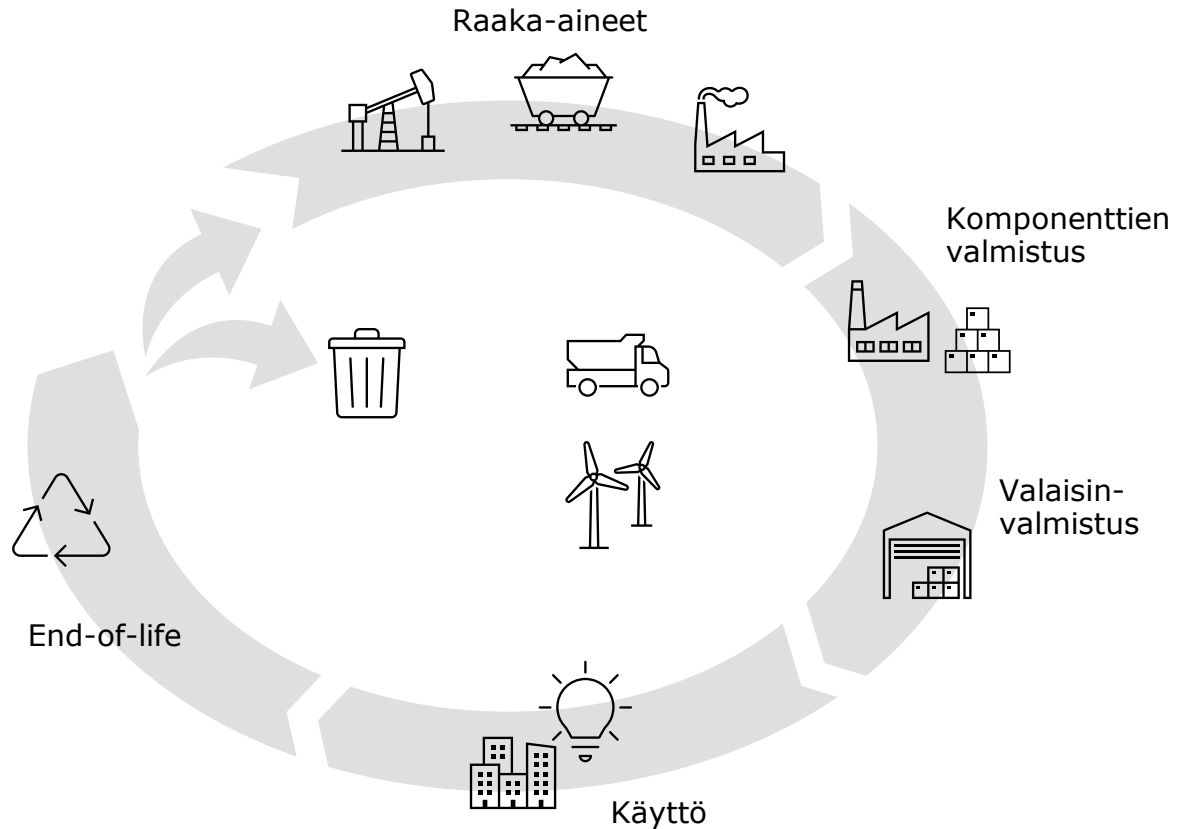 Raaka-aineet
Komponenttien
valmistus
Valaisin-
valmistus
End-of-life
Käyttö